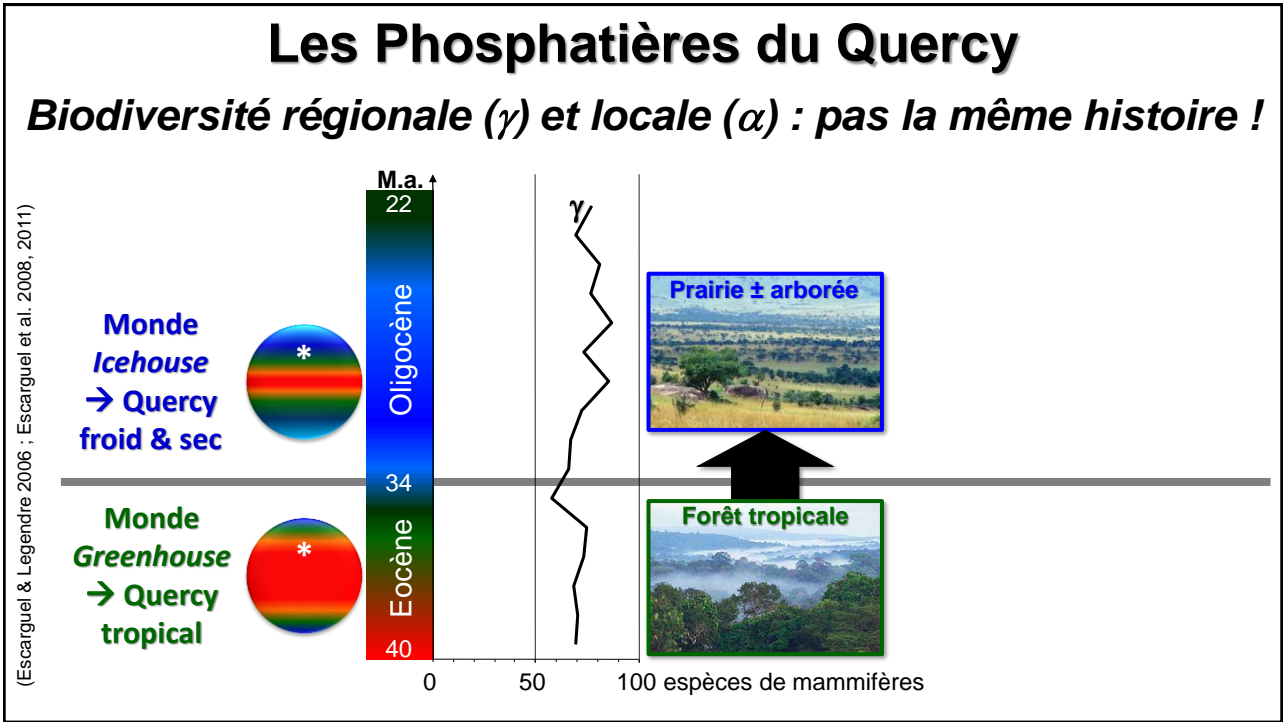 Les Phosphatières du Quercy
Biodiversité régionale (γ) et locale (α) : pas la même histoire !
(Escarguel & Legendre 2006 ; Escarguel et al. 2008, 2011)
Monde
Icehouse
→ Quercy
froid & sec
*
Monde
Greenhouse
→ Quercy
tropical
*
M.a.
22
Oligocène
34
Eocène
40
γ
0 50 100 espèces de mammifères
Prairie ± arborée
Forêt tropicale